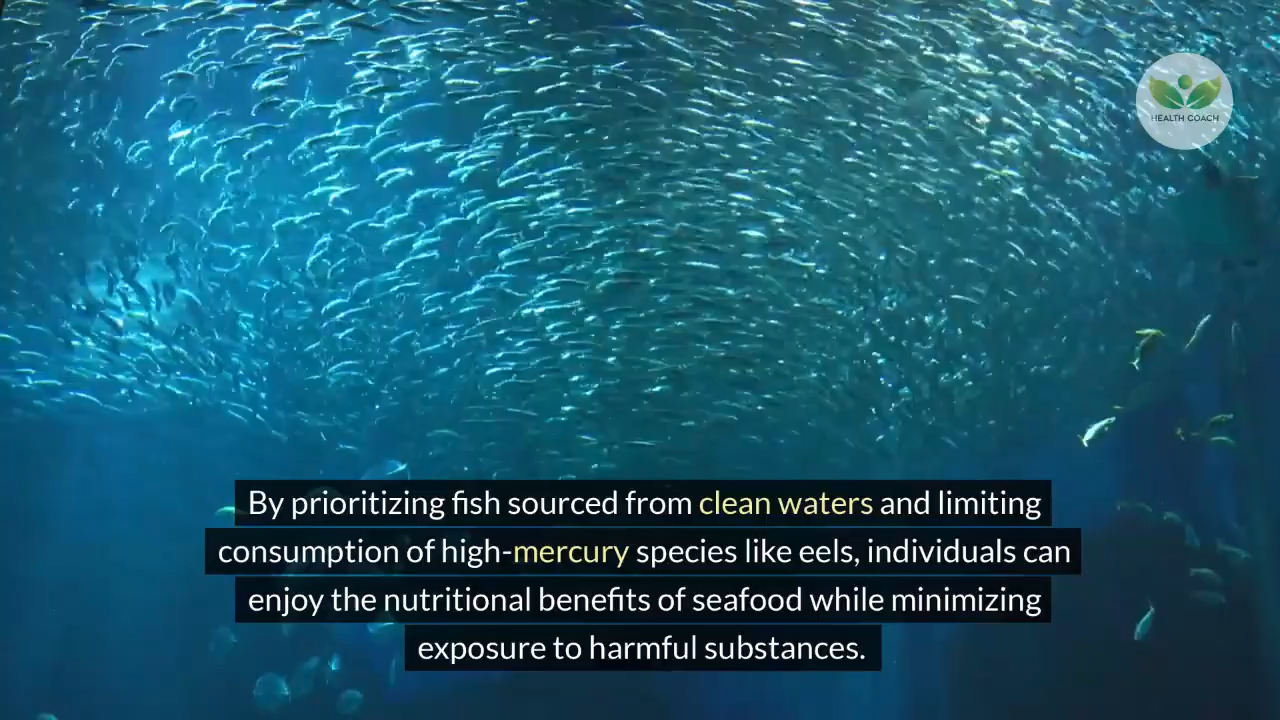 HEALTH COACH
By prioritizing fish sourced from clean waters and limiting
consumption of high-mercury species like eels, individuals can
enjoy the nutritional benefits of seafood while minimizing
exposure to harmful substances.